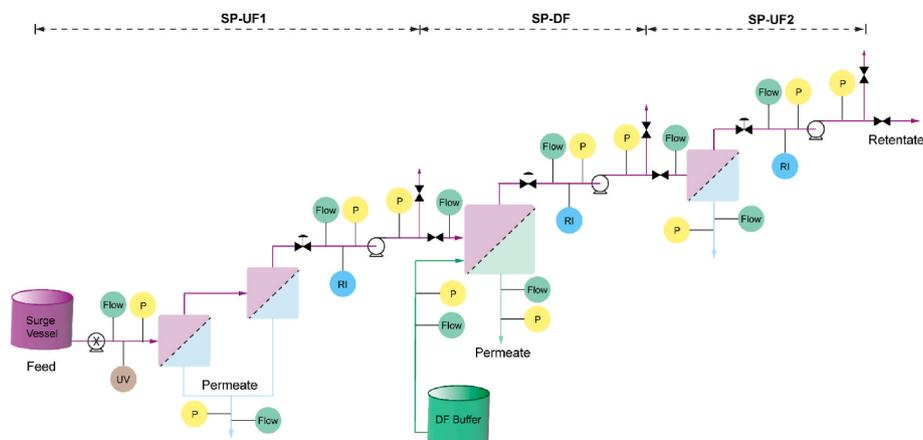 SP-UF1
SP-DF
SP-UF2
Flow
P
P
RI
Retentate
Flow
P
P
Flow
RI
P
Flow
Flow
P
P
Flow
RI
Surge
Vessel
Feed
Flow
P
UV
X
Permeate
P
Flow
P
Flow
Flow
P
Permeate
DF Buffer